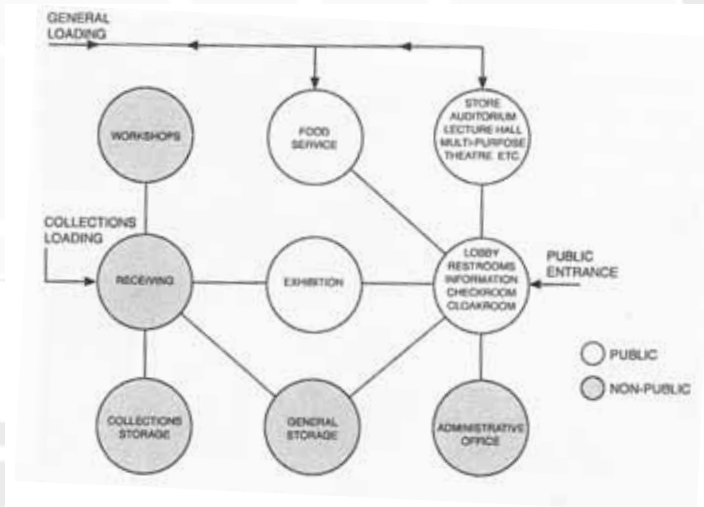 GENERAL
LOADING
WORKSHOPS
FOOD
SERVICE
STORE
AUDITORIUM
LECTURE HALL
MULTI-PURPOSE
THEATRE. ETC.
COLLECTIONS
LOADING
RECEIVING
EXHIBITION
LOBBY
RESTROOMS
INFORMATION
CHECKROOM
CLOAKROOM
PUBLIC
ENTRANCE
PUBLIC
NON-PUBLIC
COLLECTIONS
STORAGE
GENERAL
STORAGE
ADMINISTRATIVE
OFFICE